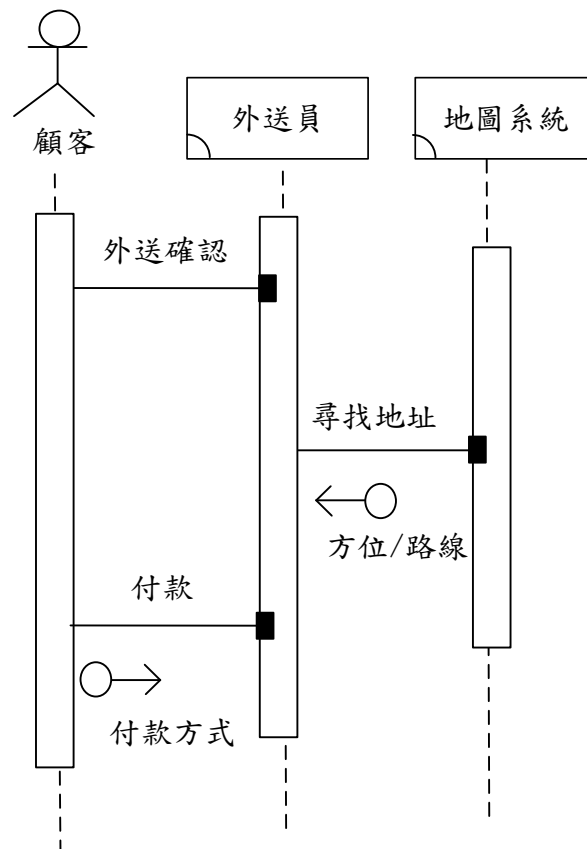 顧客
外送員
地圖系統
外送確認
尋找地址
方位/路線
付款
付款方式